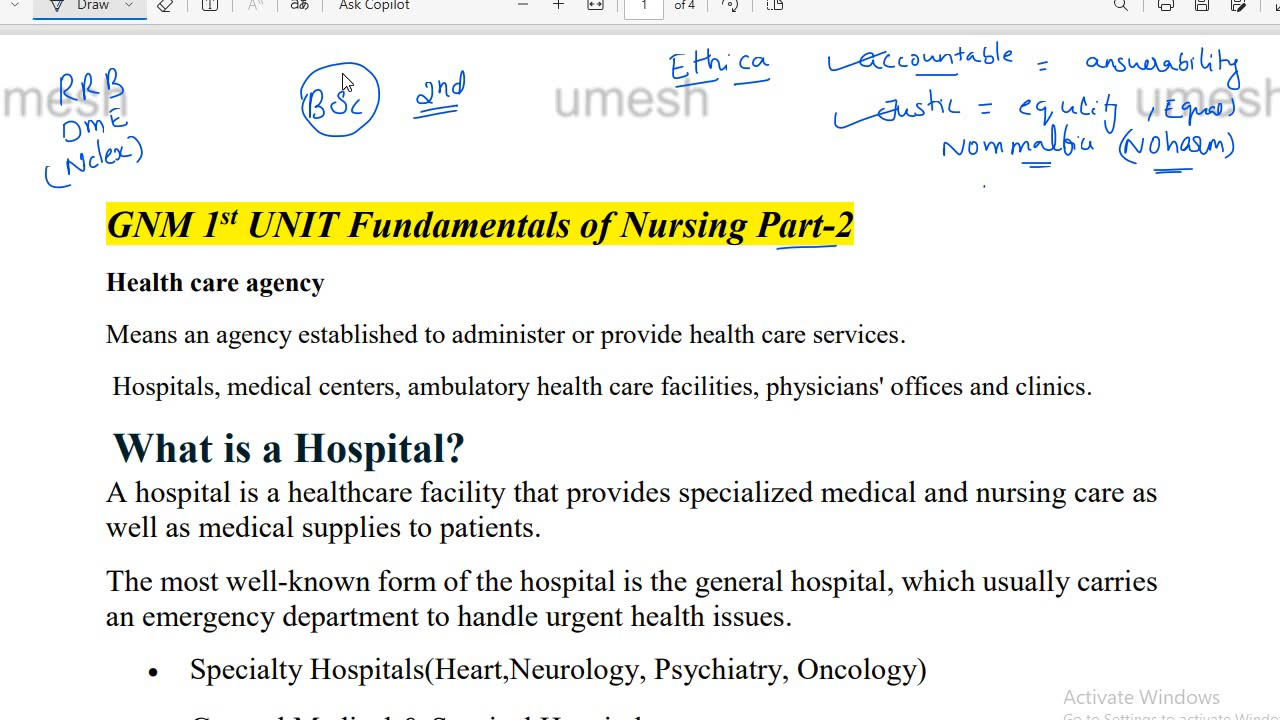 Draw Ask Copilot 1 of 4
Ethica accountable = ansuerability
RRB BSc 2nd Justic = equlity, Equal)
umesh umesh umesh
DmE Nommalfic (NOhasm)
(Nclex)
GNM 1st UNIT Fundamentals of Nursing Part-2
Health care agency
Means an agency established to administer or provide health care services.
Hospitals, medical centers, ambulatory health care facilities, physicians' offices and clinics.
What is a Hospital?
A hospital is a healthcare facility that provides specialized medical and nursing care as
well as medical supplies to patients.
The most well-known form of the hospital is the general hospital, which usually carries
an emergency department to handle urgent health issues.
• Specialty Hospitals(Heart,Neurology, Psychiatry, Oncology)
Activate Windows